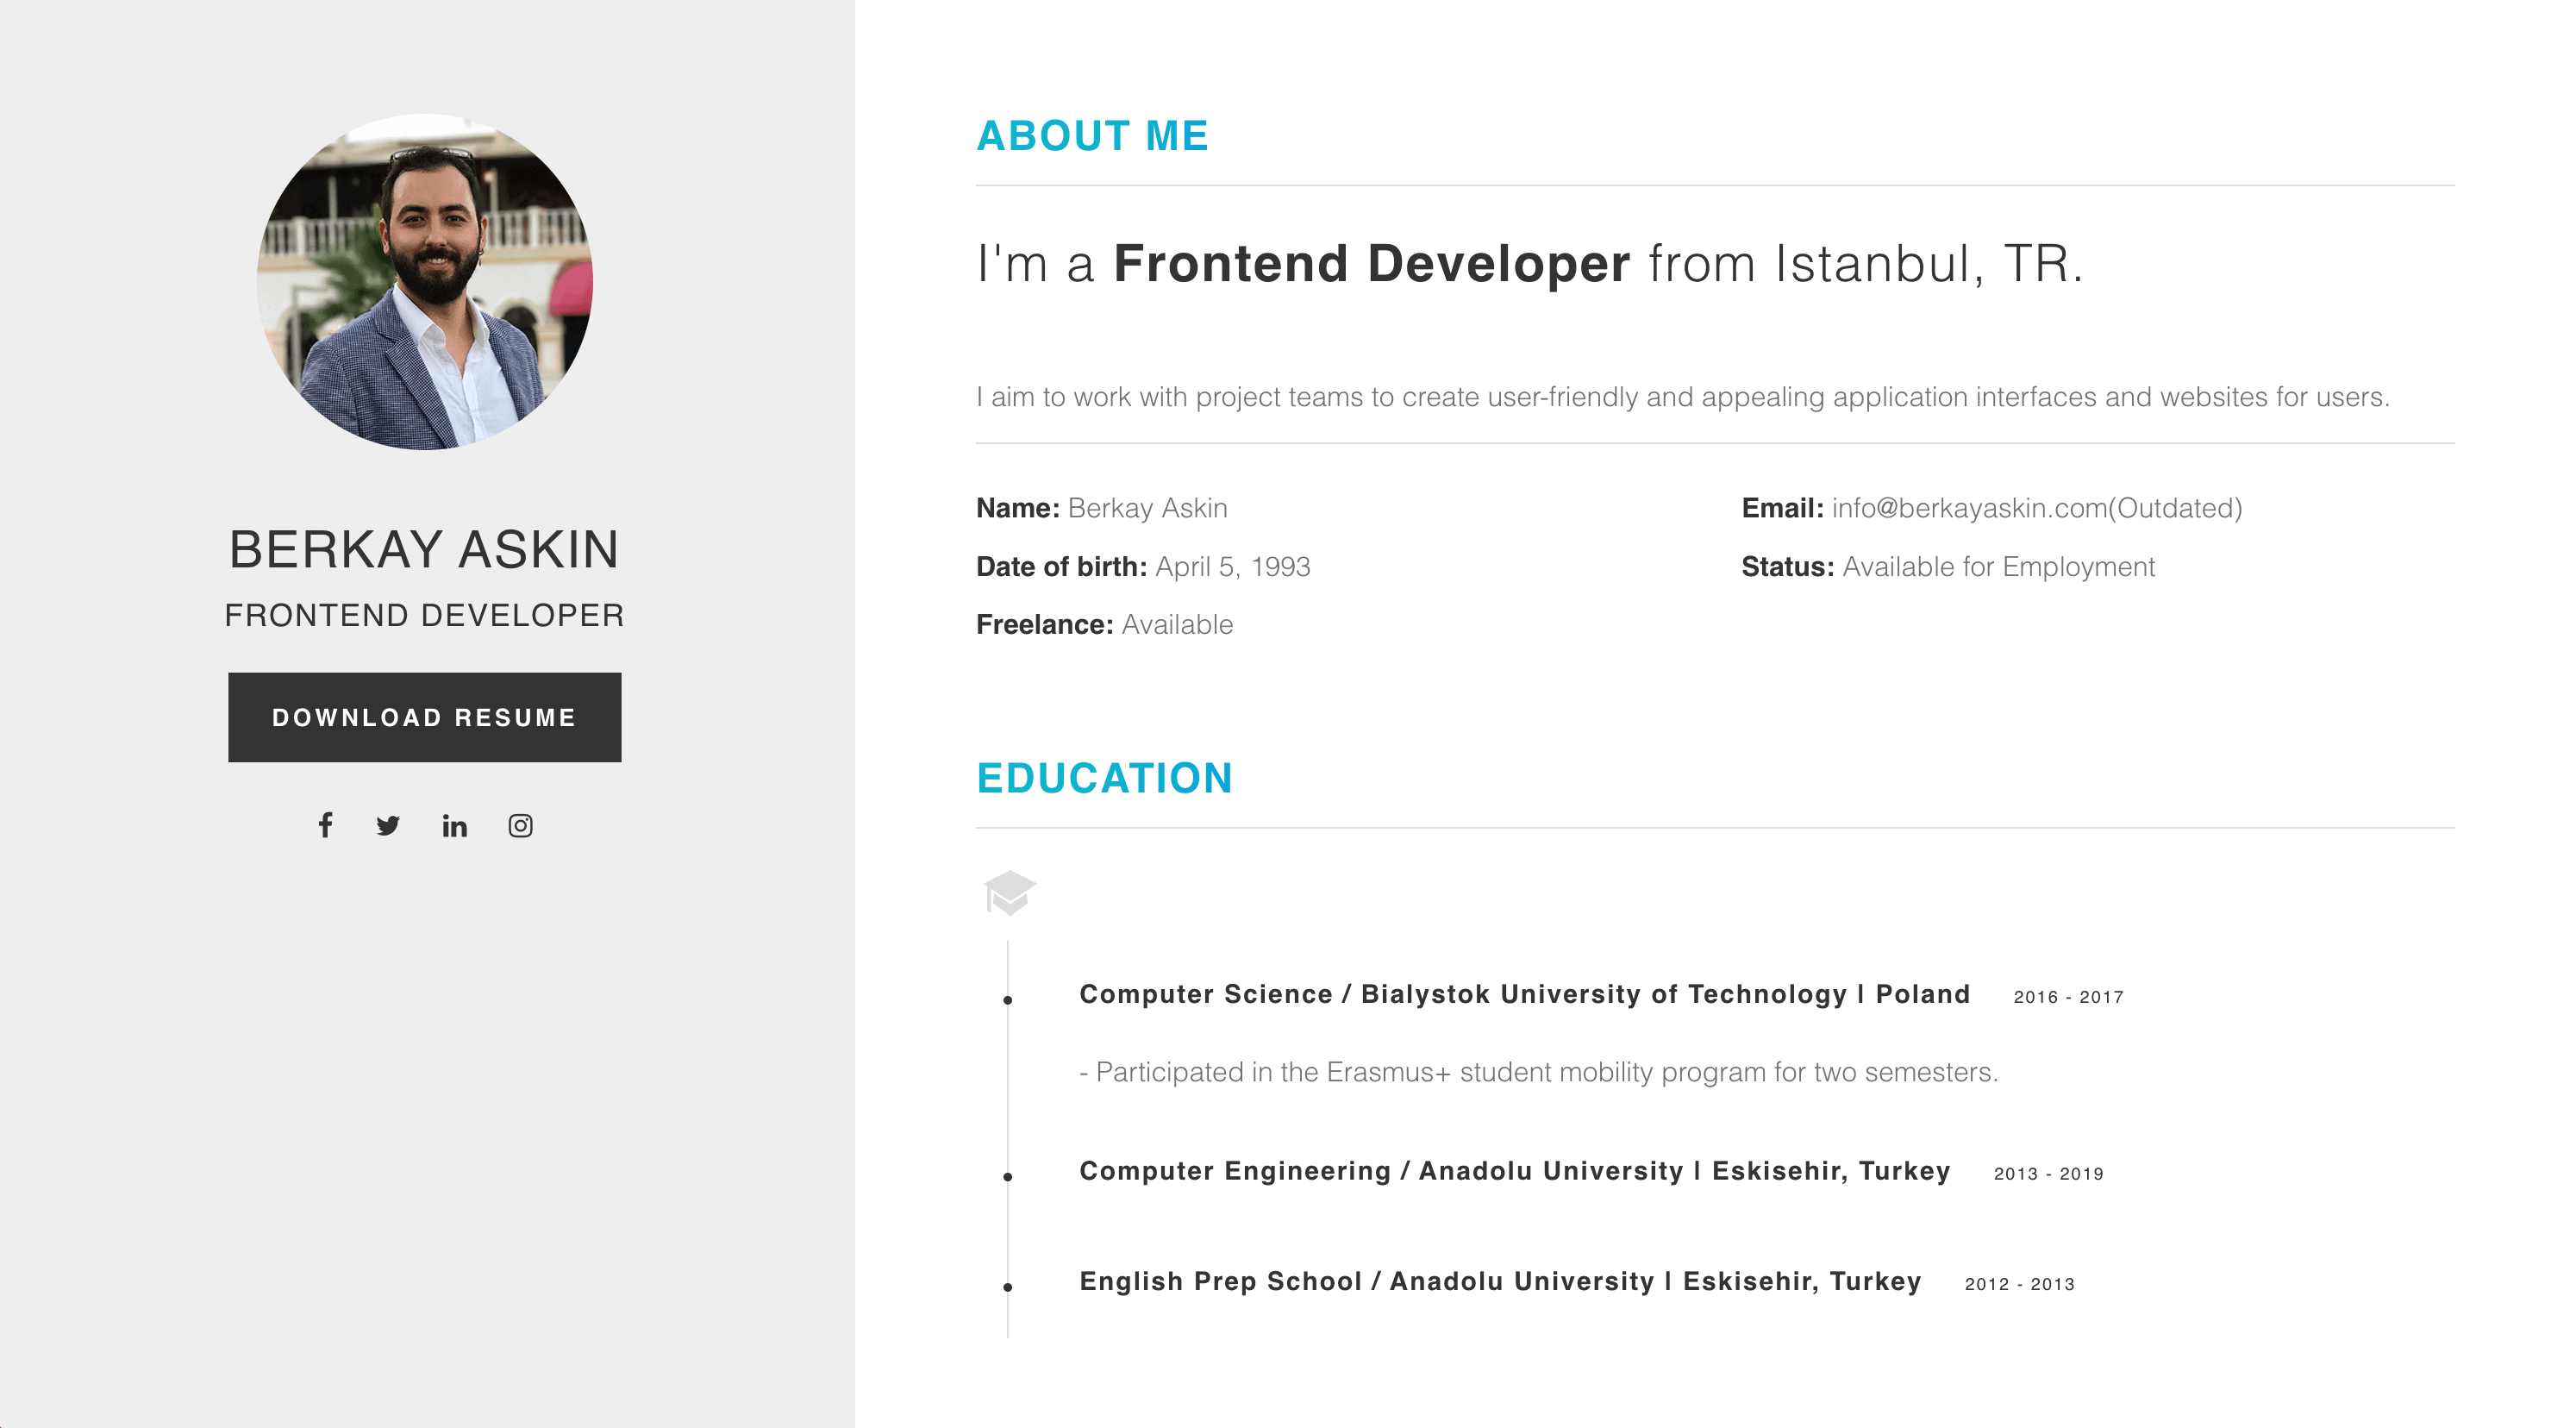 BERKAY ASKIN
FRONTEND DEVELOPER
DOWNLOAD RESUME
ABOUT ME
I'm a Frontend Developer from Istanbul, TR.
I aim to work with project teams to create user-friendly and appealing application interfaces and websites for users.
Name: Berkay Askin
Email: info@berkayaskin.com(Outdated)
Date of birth: April 5, 1993
Status: Available for Employment
Freelance: Available
EDUCATION
Computer Science / Bialystok University of Technology | Poland 2016 - 2017
- Participated in the Erasmus+ student mobility program for two semesters.
Computer Engineering / Anadolu University | Eskisehir, Turkey 2013 - 2019
English Prep School / Anadolu University | Eskisehir, Turkey 2012 - 2013